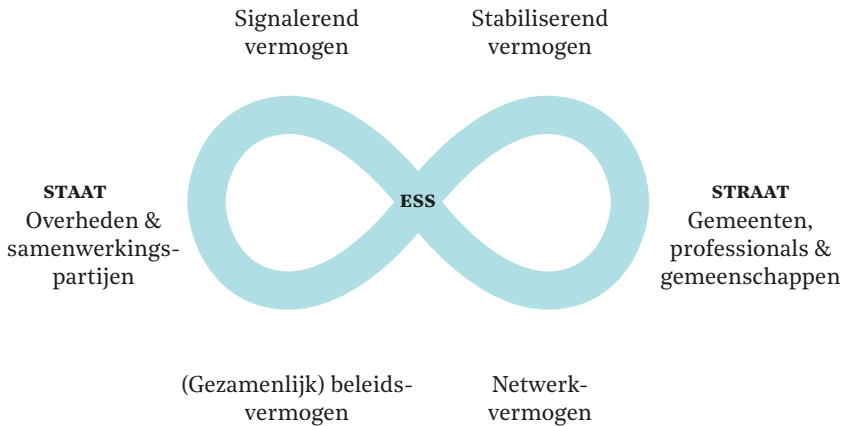 Signalerend
vermogen
Stabiliserend
vermogen
STAAT
Overheden &
samenwerkings-
partijen
ESS
STRAAT
Gemeenten,
professionals &
gemeenschappen
(Gezamenlijk) beleids-
vermogen
Netwerk-
vermogen